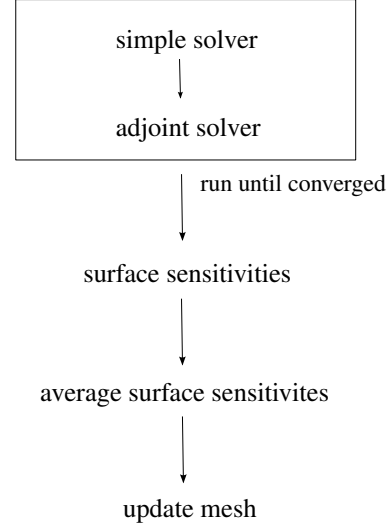 simple solver
adjoint solver
run until converged
surface sensitivities
average surface sensitivites
update mesh